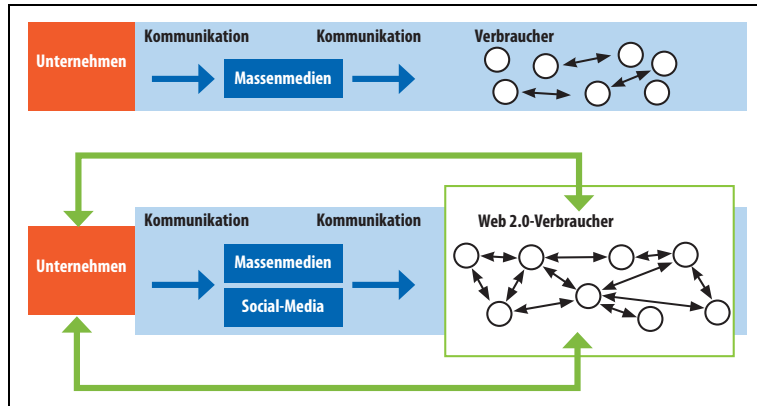 Kommunikation Kommunikation Verbraucher
Unternehmen
Massenmedien
Kommunikation Kommunikation Web 2.0-Verbraucher
Unternehmen
Massenmedien
Social-Media